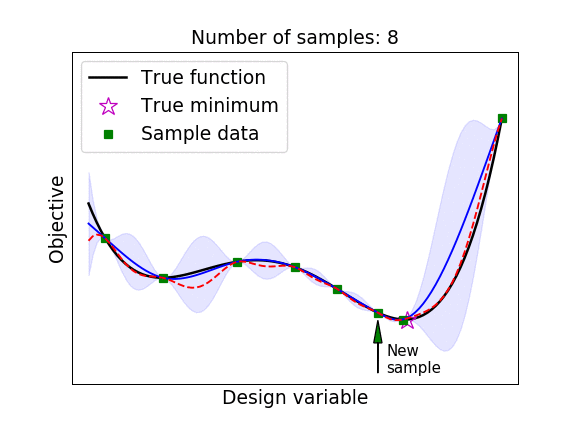 Number of samples: 8
True function
True minimum
Sample data
Objective
New
sample
Design variable